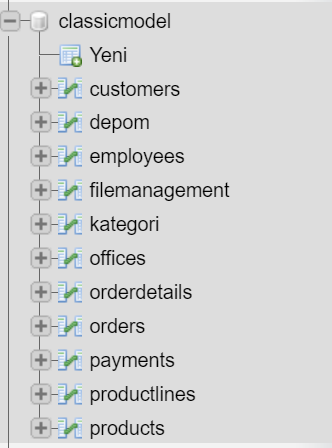 classicmodel
Yeni
customers
depom
employees
filemanagement
kategori
offices
orderdetails
orders
payments
productlines
products